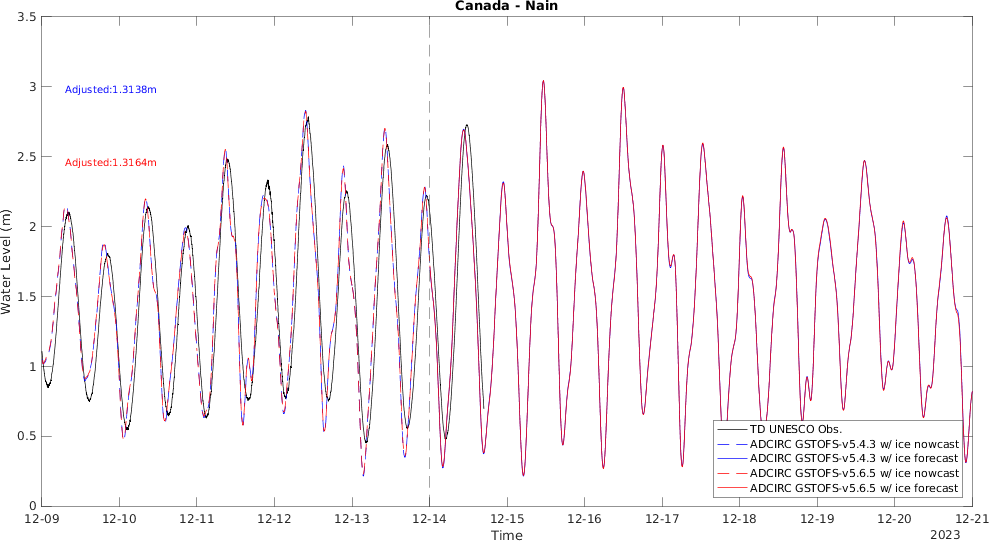 Canada - Nain
3.5
3
2.5
2
1.5
1
0.5
0
Water Level (m)
Adjusted:1.3138m
Adjusted:1.3164m
TD UNESCO Obs.
ADCIRC GSTOFS-v5.4.3 w/ ice nowcast
ADCIRC GSTOFS-v5.4.3 w/ ice forecast
ADCIRC GSTOFS-v5.6.5 w/ ice nowcast
ADCIRC GSTOFS-v5.6.5 w/ ice forecast
12-09 12-10 12-11 12-12 12-13 12-14 12-15 12-16 12-17 12-18 12-19 12-20 12-21
Time
2023